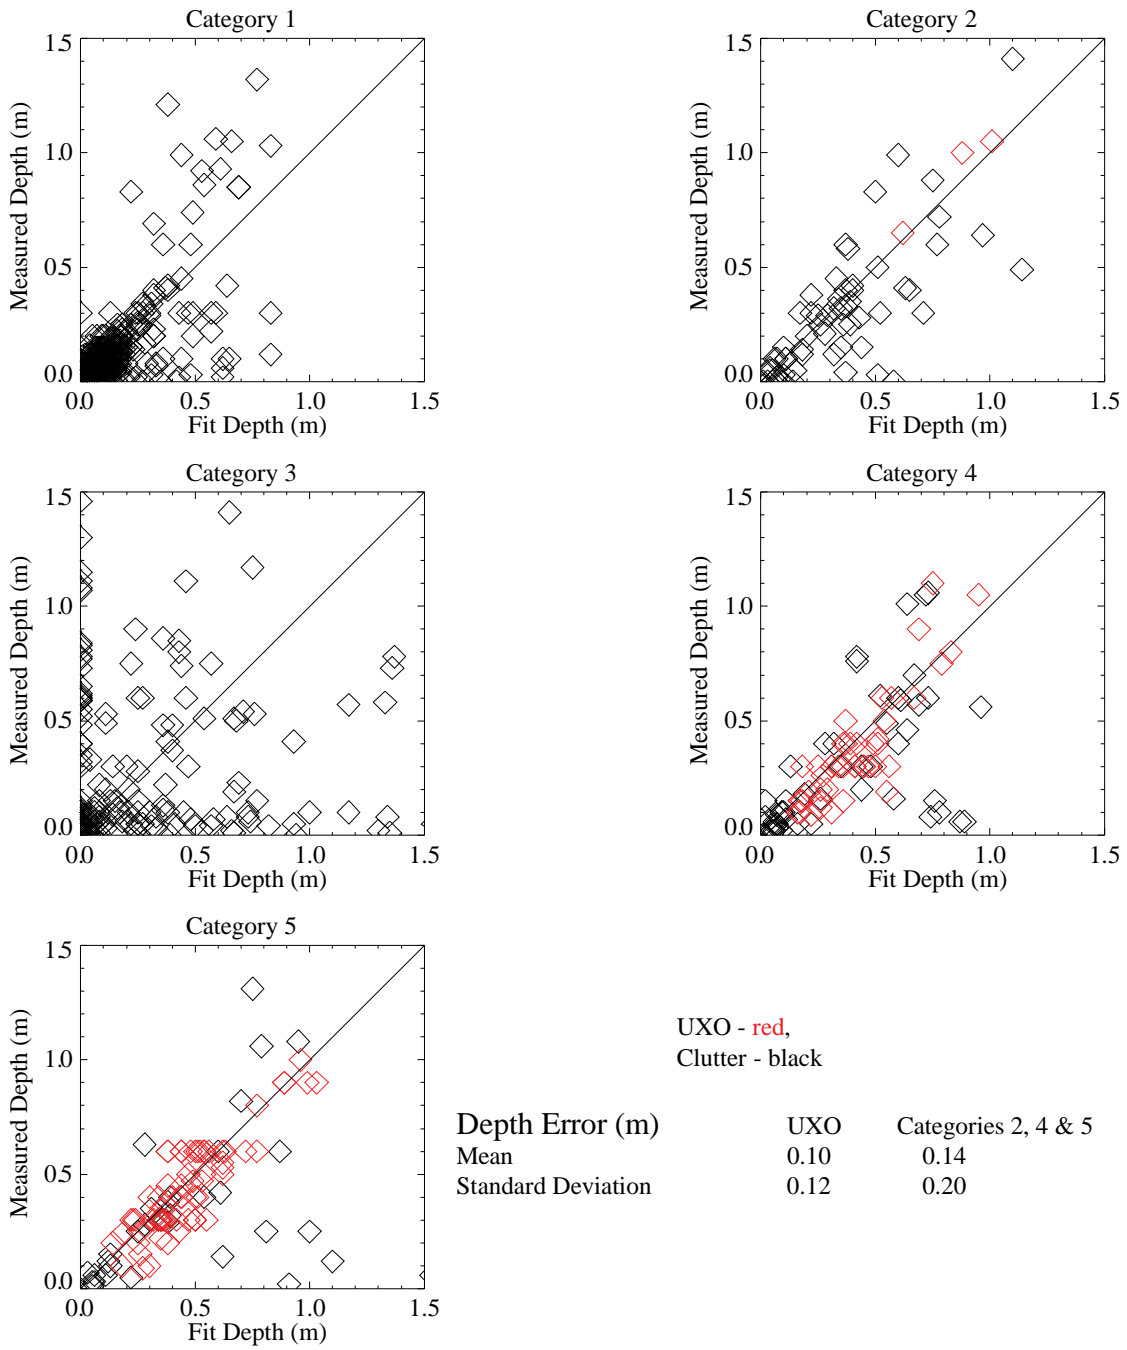 Category 1
1.5
1.0
0.5
0.0
Measured Depth (m)
0.0 0.5 1.0 1.5
Fit Depth (m)
Category 2
1.5
1.0
0.5
0.0
Measured Depth (m)
0.0 0.5 1.0 1.5
Fit Depth (m)
Category 3
1.5
1.0
0.5
0.0
Measured Depth (m)
0.0 0.5 1.0 1.5
Fit Depth (m)
Category 4
1.5
1.0
0.5
0.0
Measured Depth (m)
0.0 0.5 1.0 1.5
Fit Depth (m)
Category 5
1.5
1.0
0.5
0.0
Measured Depth (m)
0.0 0.5 1.0 1.5
Fit Depth (m)
UXO - red,
Clutter - black
Depth Error (m) UXO Categories 2, 4 & 5
Mean 0.10 0.14
Standard Deviation 0.12 0.20